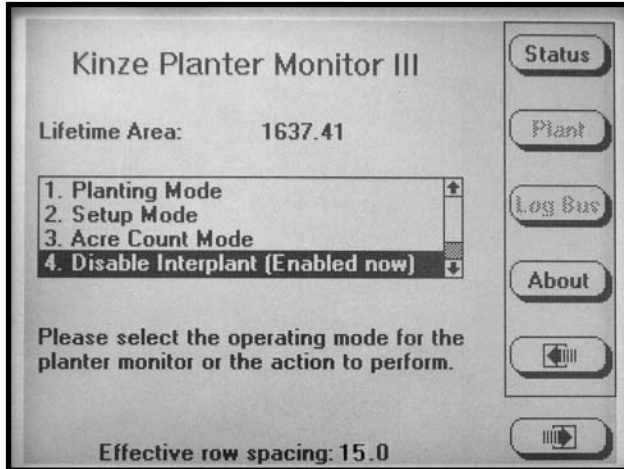 Kinze Planter Monitor III
Lifetime Area: 1637.41
1. Planting Mode
2. Setup Mode
3. Acre Count Mode
4. Disable Interplant (Enabled now)
Please select the operating mode for the
planter monitor or the action to perform.
Effective row spacing: 15.0
Status
Plant
Log Bus
About